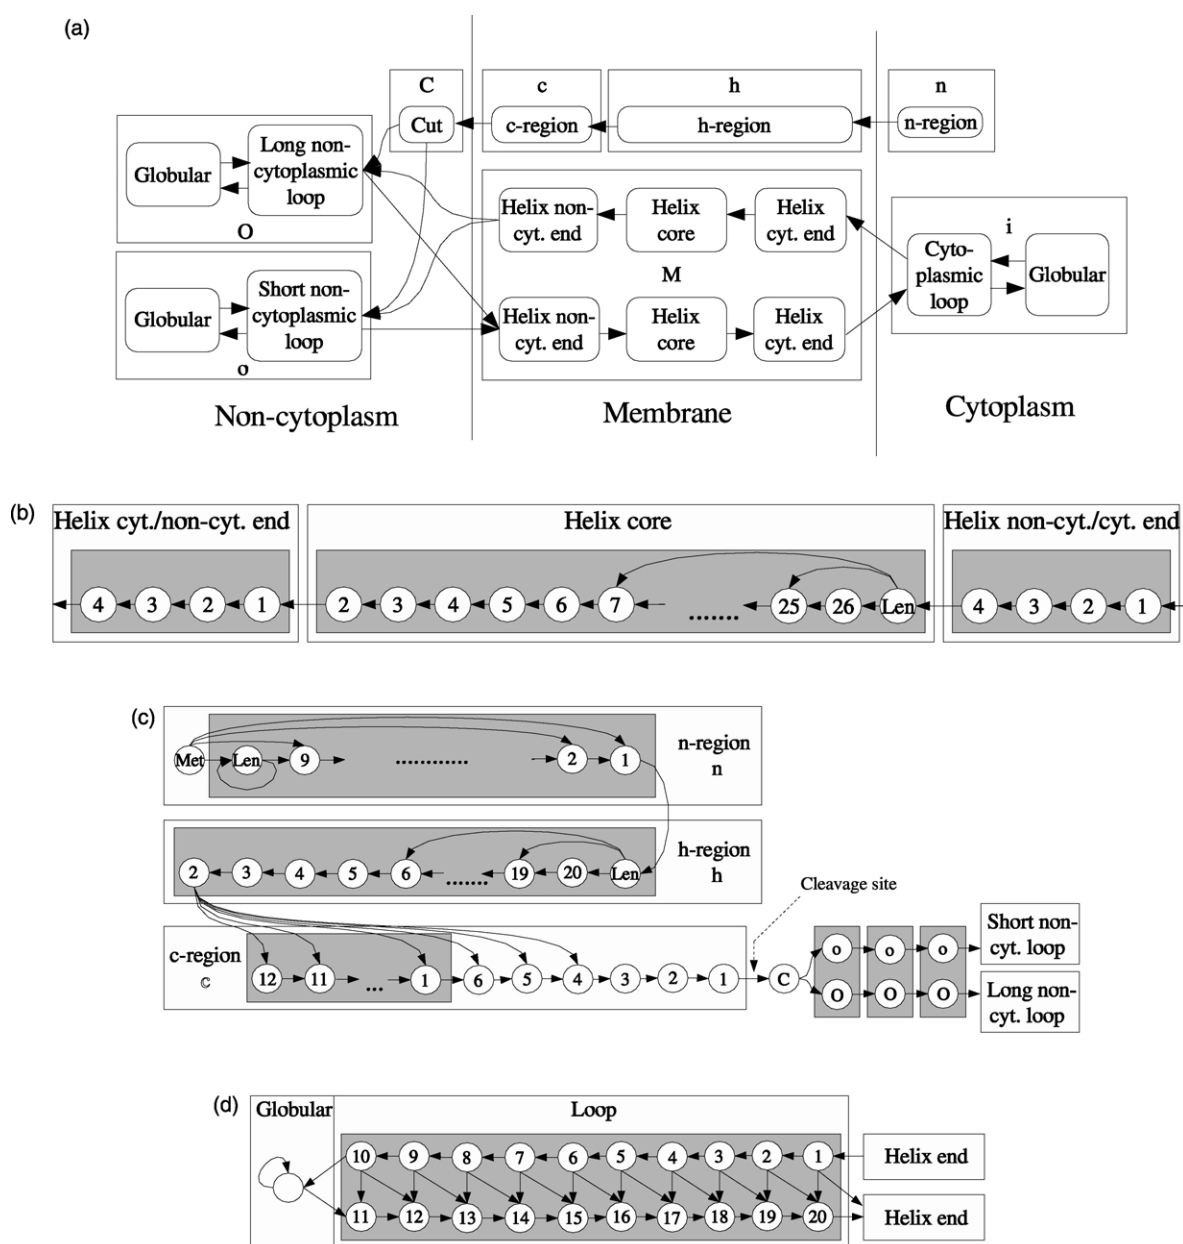 (a)
C
c
h
n
Cut
c-region
h-region
n-region
Globular
Long non-
cytoplasmic
loop
O
Globular
Short non-
cytoplasmic
loop
o
Helix non-
cyt. end
Helix
core
Helix
cyt. end
M
Helix non-
cyt. end
Helix
core
Helix
cyt. end
i
Cyto-
plasmic
loop
Globular
Non-cytoplasm
Membrane
Cytoplasm
(b)
Helix cyt./non-cyt. end
Helix core
Helix non-cyt./cyt. end
4 3 2 1
2 3 4 5 6 7 ....... 25 26 Len
4 3 2 1
(c)
Met Len 9 ............ 2 1
n-region
n
2 3 4 5 6 ....... 19 20 Len
h-region
h
Cleavage site
c-region
c
12 11 ... 1 6 5 4 3 2 1 C
o o o
O O O
Short non-
cyt. loop
Long non-
cyt. loop
(d)
Globular
Loop
10 9 8 7 6 5 4 3 2 1
Helix end
11 12 13 14 15 16 17 18 19 20
Helix end